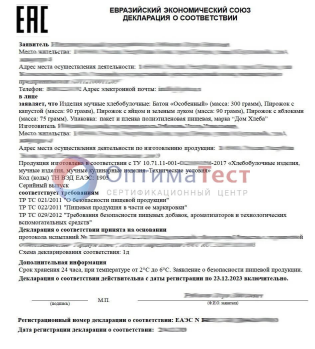 EAC
ЕВРАЗИЙСКИЙ ЭКОНОМИЧЕСКИЙ СОЮЗ
ДЕКЛАРАЦИЯ О СООТВЕТСТВИИ
Заявитель
Место жительства:
Адрес места осуществления деятельности:
Телефон: Адрес электронной почты:
в лице
заявляет, что Изделия мучные хлебобулочные: Батон «Особенный» (масса: 300 грамм), Пирожок с
капустой (масса: 90 грамм), Пирожок с яйцом и зеленым луком (масса: 90 грамм), Пирожок с яблоками
(масса: 75 грамм), Упаковка: пакет и пленка полиэтиленовая пищевая, марка "Дом Хлеба"
Изготовитель
Место жительства:
Адрес места осуществления деятельности по изготовлению продукции:
Продукция изготовлена в соответствии с ТУ 10.71.11-001- -2017 «Хлебобулочные изделия,
мучные изделия, мучные кулинарные изделия. Технические условия»
Код (коды) ТН ВЭД ЕАЭС: 1905
Серийный выпуск
соответствует требованиям
ТР ТС 021/2011 "О безопасности пищевой продукции"
ТР ТС 022/2011 "Пищевая продукция в части ее маркировки"
ТР ТС 029/2012 "Требования безопасности пищевых добавок, ароматизаторов и технологических
вспомогательных средств"
Декларация о соответствии принята на основании
протокола испытаний №
Схема декларирования соответствия: 1д
Дополнительная информация
Срок хранения 24 часа, при температуре от 2°С до 6°С. Заявление о безопасности пищевой продукции.
Декларация о соответствии действительна с даты регистрации по 23.12.2023 включительно.
М.П.
(подпись)
Регистрационный номер декларации о соответствии: ЕАЭС N
Дата регистрации декларации о соответствии:
ОптимаТест
СЕРТИФИКАЦИОННЫЙ ЦЕНТР